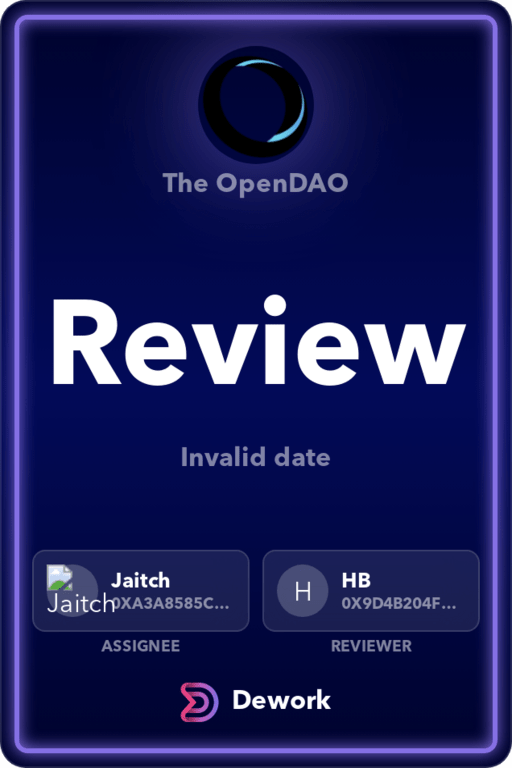 The OpenDAO
Review
Invalid date
Jaitch
Jaitch
0XA3A8585C...
H
HB
0X9D4B204F...
ASSIGNEE
REVIEWER
Dework